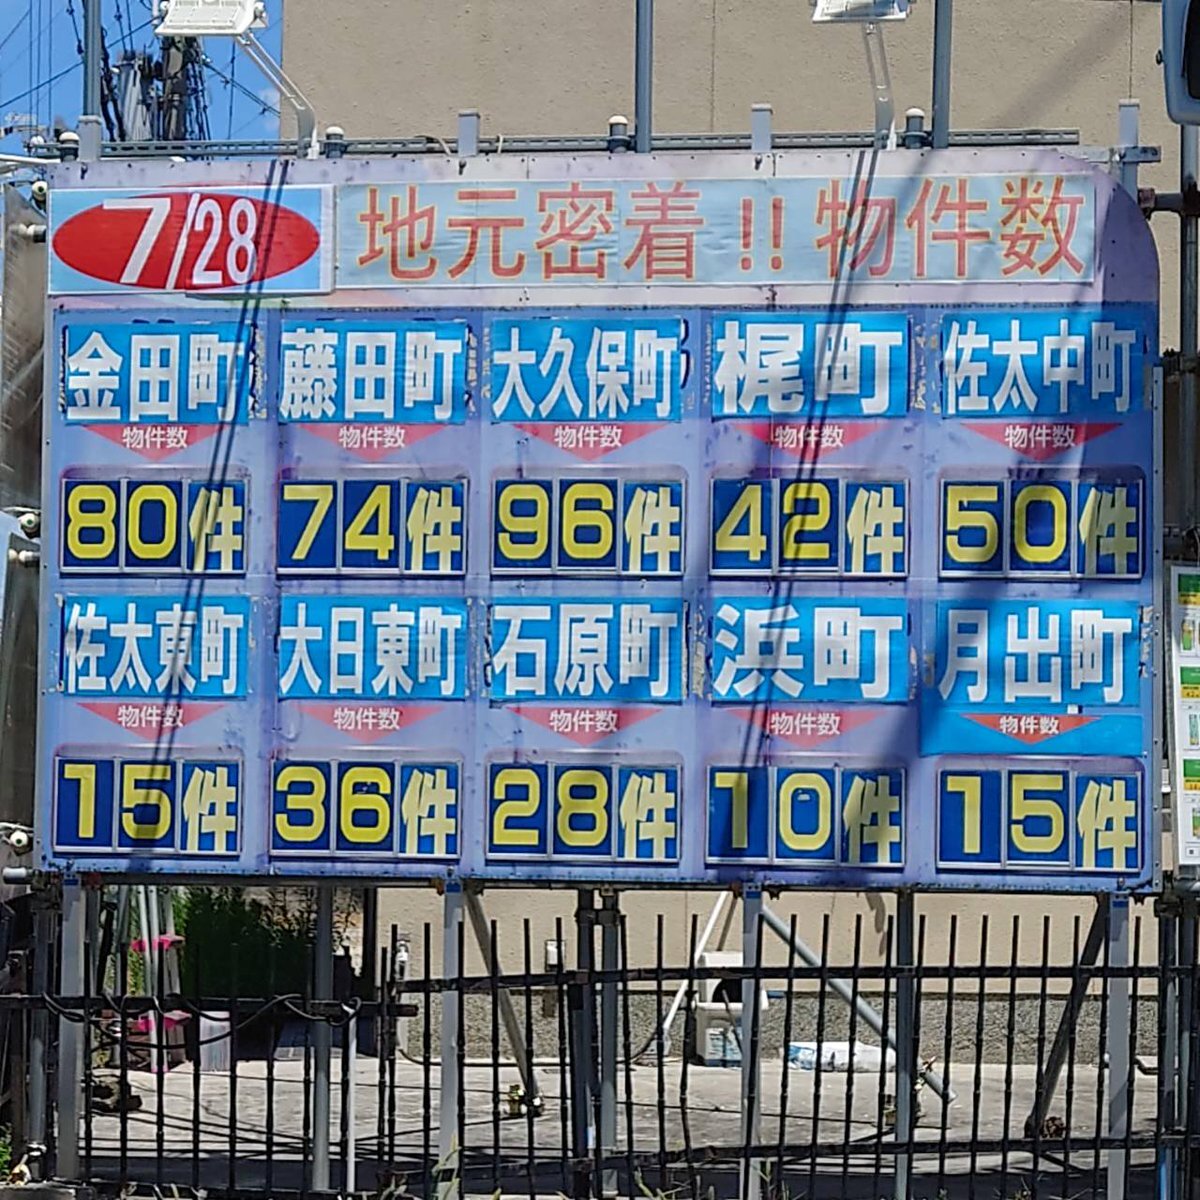 7/28 地元密着!!物件数
金田町 藤田町 大久保町 梶町 佐太中町
物件数 物件数 物件数 物件数 物件数
80件 74件 96件 42件 50件
佐太東町 大日東町 石原町 浜町 月出町
物件数 物件数 物件数 物件数 物件数
15件 36件 28件 10件 15件